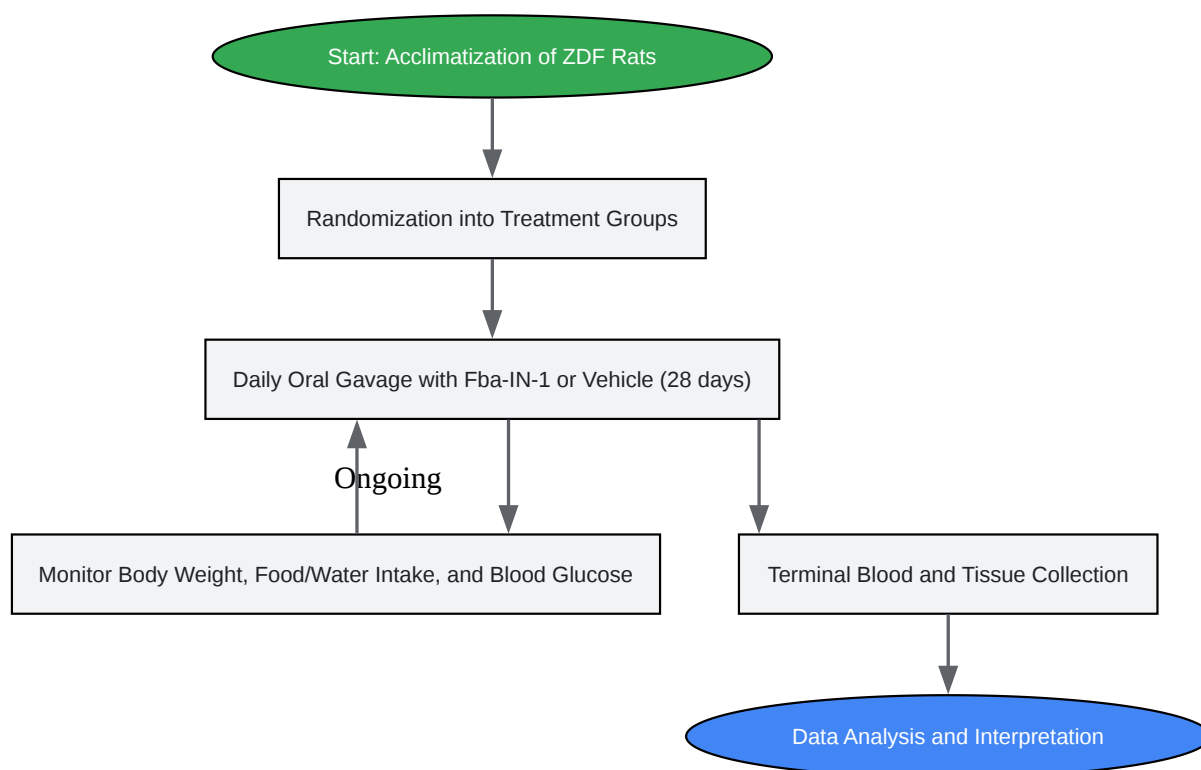 Start: Acclimatization of ZDF Rats
Randomization into Treatment Groups
Daily Oral Gavage with Fba-IN-1 or Vehicle (28 days)
Ongoing
Monitor Body Weight, Food/Water Intake, and Blood Glucose
Terminal Blood and Tissue Collection
Data Analysis and Interpretation